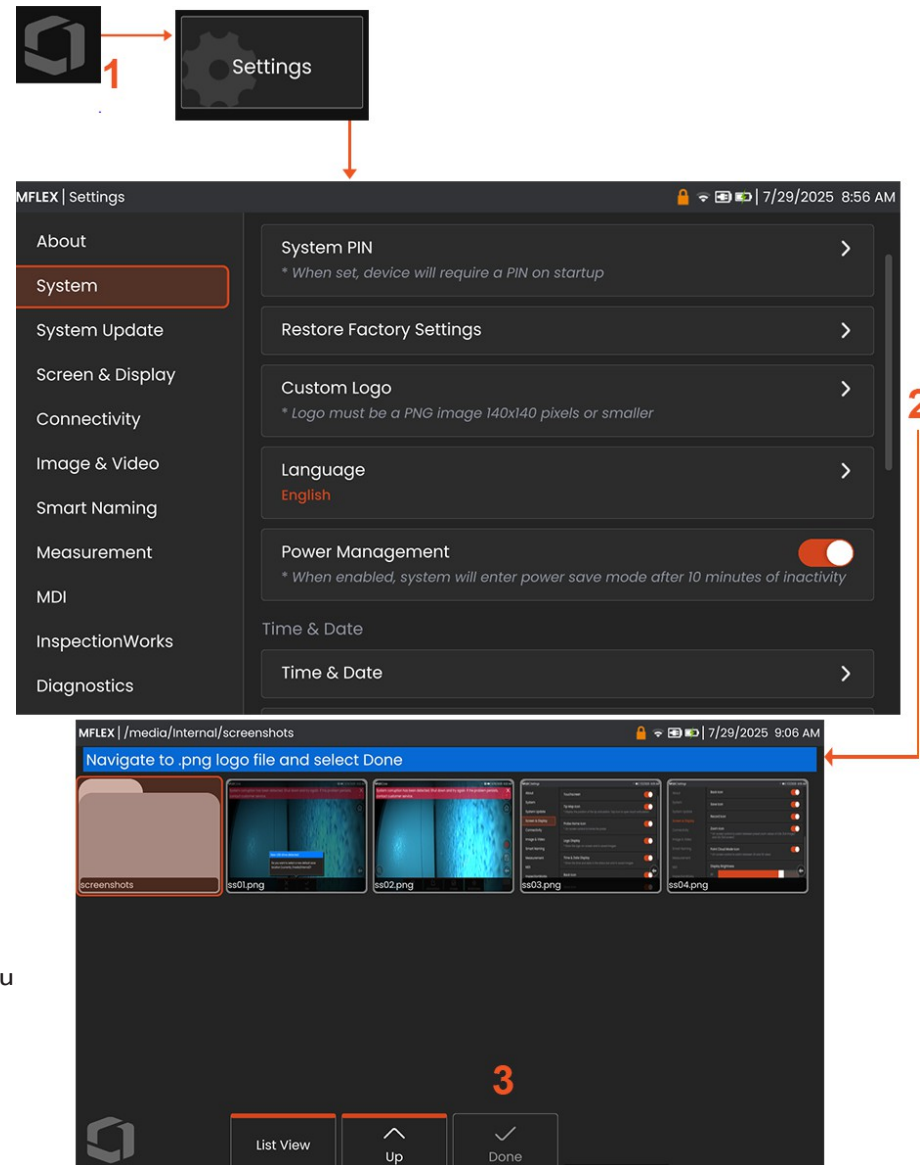 1
Settings
MFLEX | Settings
7/29/2025 8:56 AM
About
System
System Update
Screen & Display
Connectivity
Image & Video
Smart Naming
Measurement
MDI
InspectionWorks
Diagnostics
System PIN
* When set, device will require a PIN on startup
Restore Factory Settings
Custom Logo
* Logo must be a PNG image 140x140 pixels or smaller
Language
English
Power Management
* When enabled, system will enter power save mode after 10 minutes of inactivity
Time & Date
Time & Date
2
MFLEX | /media/Internal/screenshots
7/29/2025 9:06 AM
Navigate to .png logo file and select Done
screenshots
ss01.png
ss02.png
ss03.png
ss04.png
u
3
List View
Up
Done